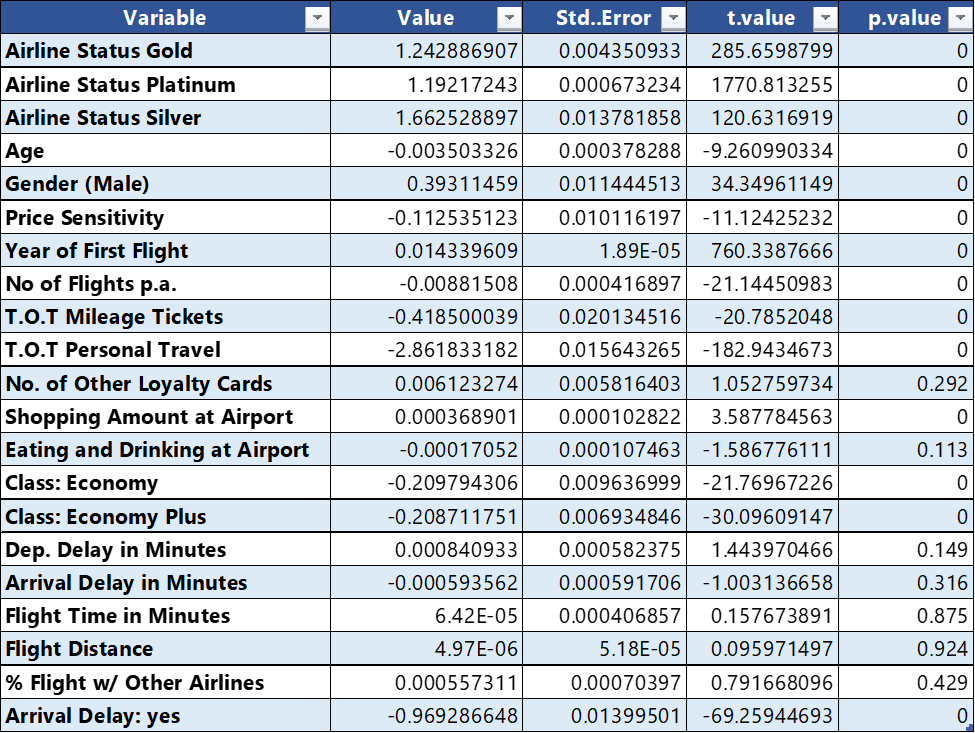 Variable Value Std..Error t.value p.value
Airline Status Gold 1.242886907 0.004350933 285.6598799 0
Airline Status Platinum 1.19217243 0.000673234 1770.813255 0
Airline Status Silver 1.662528897 0.013781858 120.6316919 0
Age -0.003503326 0.000378288 -9.260990334 0
Gender (Male) 0.39311459 0.011444513 34.34961149 0
Price Sensitivity -0.112535123 0.010116197 -11.12425232 0
Year of First Flight 0.014339609 1.89E-05 760.3387666 0
No of Flights p.a. -0.00881508 0.000416897 -21.14450983 0
T.O.T Mileage Tickets -0.418500039 0.020134516 -20.7852048 0
T.O.T Personal Travel -2.861833182 0.015643265 -182.9434673 0
No. of Other Loyalty Cards 0.006123274 0.005816403 1.052759734 0.292
Shopping Amount at Airport 0.000368901 0.000102822 3.587784563 0
Eating and Drinking at Airport -0.00017052 0.000107463 -1.586776111 0.113
Class: Economy -0.209794306 0.009636999 -21.76967226 0
Class: Economy Plus -0.208711751 0.006934846 -30.09609147 0
Dep. Delay in Minutes 0.000840933 0.000582375 1.443970466 0.149
Arrival Delay in Minutes -0.000593562 0.000591706 -1.003136658 0.316
Flight Time in Minutes 6.42E-05 0.000406857 0.157673891 0.875
Flight Distance 4.97E-06 5.18E-05 0.095971497 0.924
% Flight w/ Other Airlines 0.000557311 0.00070397 0.791668096 0.429
Arrival Delay: yes -0.969286648 0.01399501 -69.25944693 0